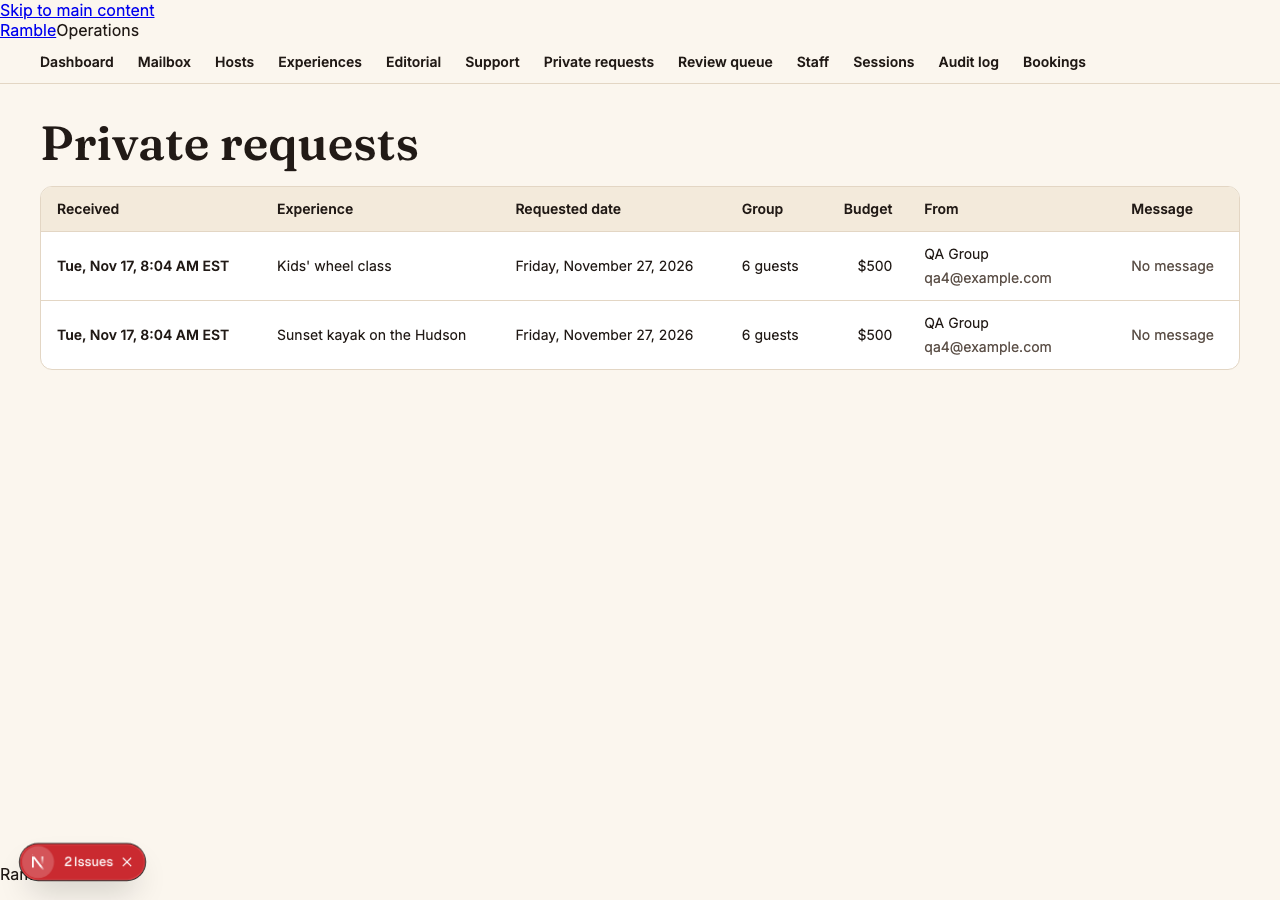 Skip to main content
RambleOperations
Dashboard Mailbox Hosts Experiences Editorial Support Private requests Review queue Staff Sessions Audit log Bookings
Private requests
Received Experience Requested date Group Budget From Message
Tue, Nov 17, 8:04 AM EST Kids' wheel class Friday, November 27, 2026 6 guests $500 QA Group qa4@example.com No message
Tue, Nov 17, 8:04 AM EST Sunset kayak on the Hudson Friday, November 27, 2026 6 guests $500 QA Group qa4@example.com No message
N 2 Issues